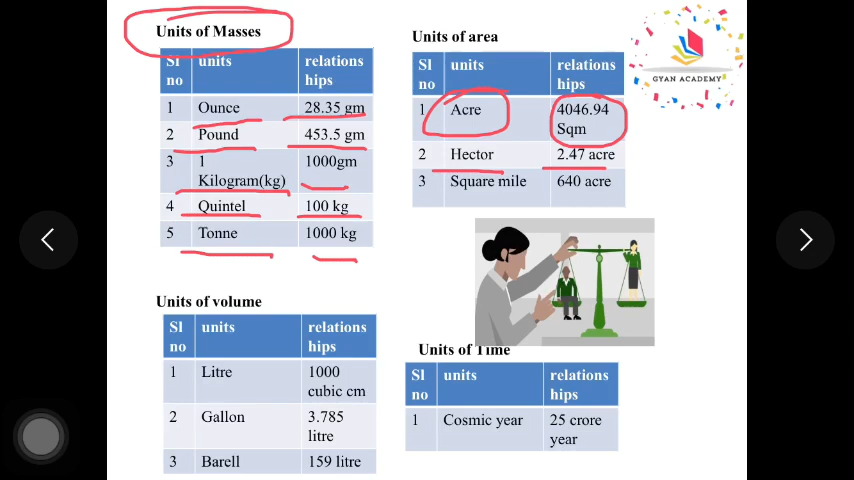 Units of Masses
Sl no units relations hips
1 Ounce 28.35 gm
2 Pound 453.5 gm
3 1 Kilogram(kg) 1000gm
4 Quintel 100 kg
5 Tonne 1000 kg
Units of volume
Sl no units relations hips
1 Litre 1000 cubic cm
2 Gallon 3.785 litre
3 Barell 159 litre
Units of area
Sl no units relations hips
1 Acre 4046.94 Sqm
2 Hector 2.47 acre
3 Square mile 640 acre
GYAN ACADEMY
Units of Time
Sl no units relations hips
1 Cosmic year 25 crore year